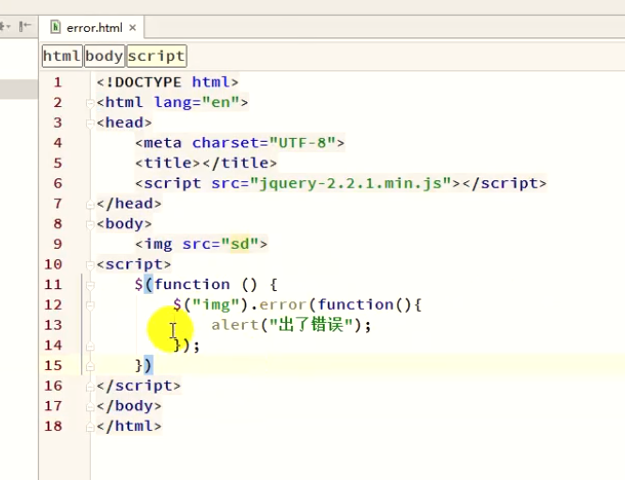 error.html
html body script
1 <!DOCTYPE html>
2 <html lang="en">
3 <head>
4 <meta charset="UTF-8">
5 <title></title>
6 <script src="jquery-2.2.1.min.js"></script>
7 </head>
8 <body>
9 <img src="sd">
10 <script>
11 $(function () {
12 $("img").error(function(){
13 alert("出了错误");
14 });
15 })
16 </script>
17 </body>
18 </html>